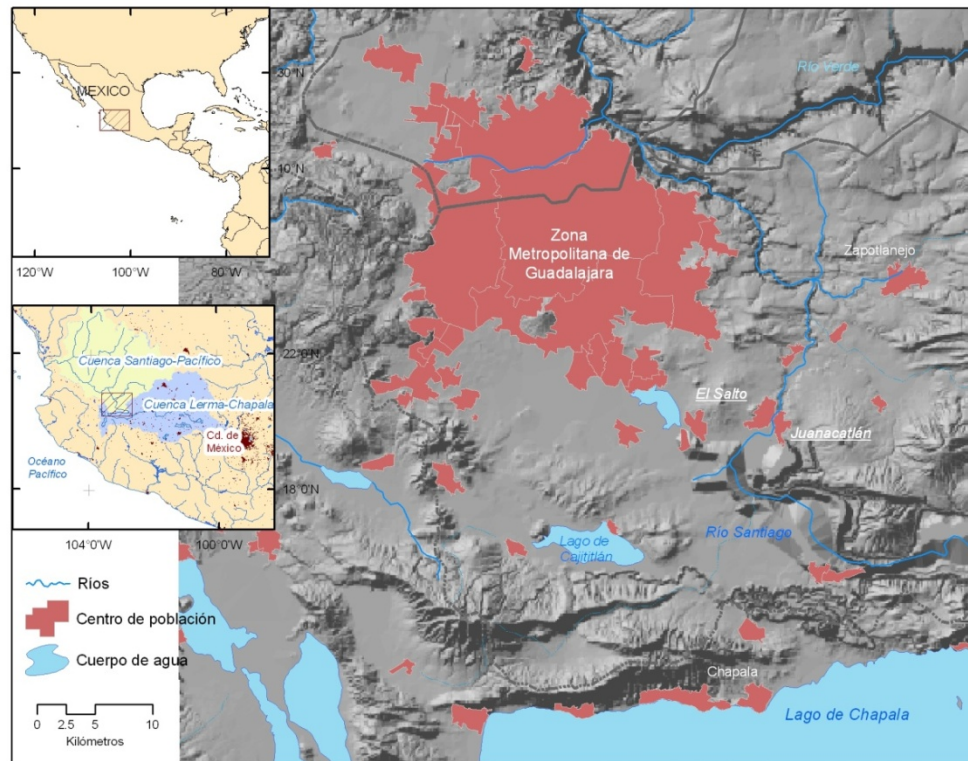 MEXICO
20°N
10°N
120°W
100°W
80°W
Cuenca Santiago-Pacífico
Cuenca Lerma-Chapala
Cd. de
México
Océano
Pacífico
22°0'N
18°0'N
104°0'W
100°0'W
Ríos
Centro de población
Cuerpo de agua
0 2.5 5 10
Kilómetros
Río Verde
Zona
Metropolitana de
Guadalajara
Zapotlanejo
El Salto
Juanacatlán
Río Santiago
Lago de
Cajititlán
Chapala
Lago de Chapala